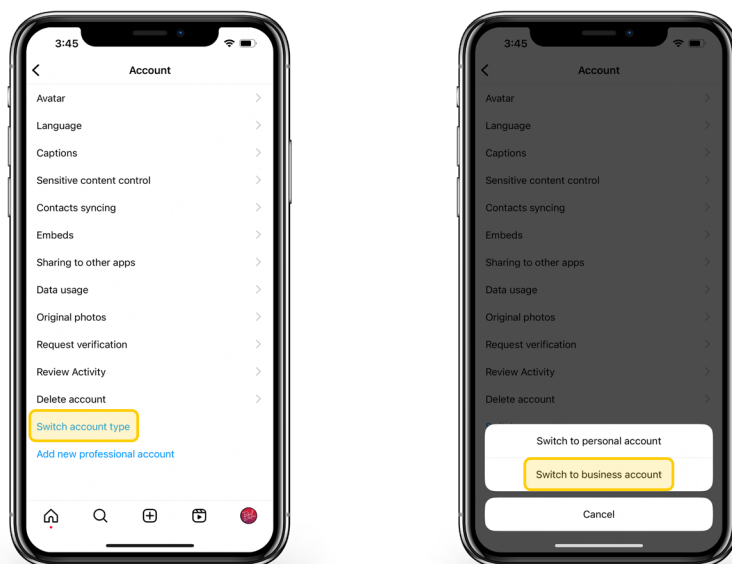 3:45
Account
Avatar
Language
Captions
Sensitive content control
Contacts syncing
Embeds
Sharing to other apps
Data usage
Original photos
Request verification
Review Activity
Delete account
Switch account type
Add new professional account
3:45
Account
Avatar
Language
Captions
Sensitive content control
Contacts syncing
Embeds
Sharing to other apps
Data usage
Original photos
Request verification
Review Activity
Delete account
Switch to personal account
Switch to business account
Cancel